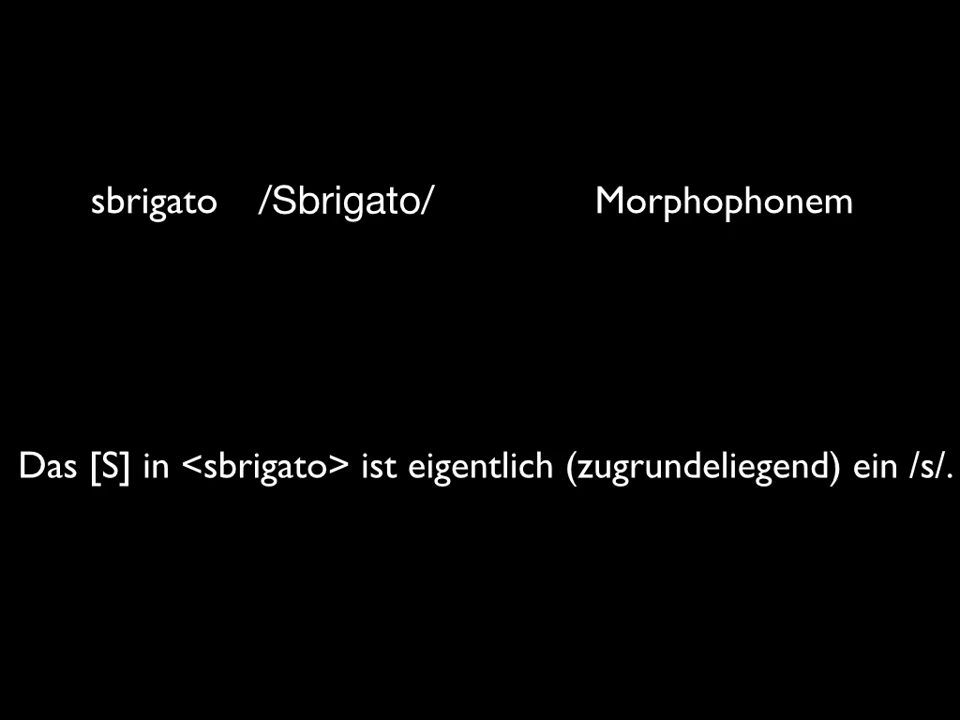 sbrigato /Sbrigato/ Morphophonem
Das [S] in <sbrigato> ist eigentlich (zugrundeliegend) ein /s/.